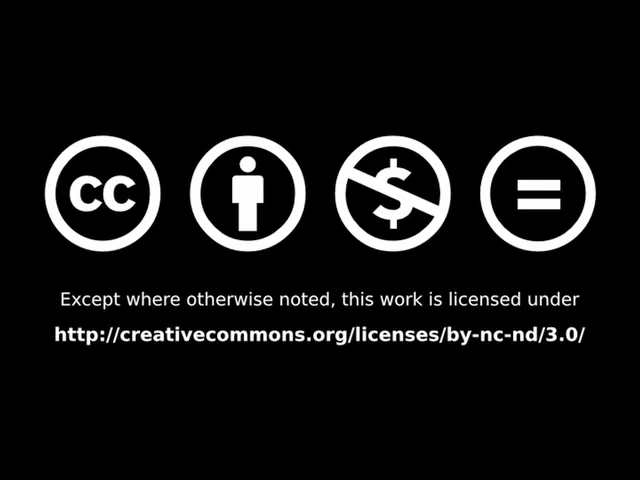 cc
$
=
Except where otherwise noted, this work is licensed under
http://creativecommons.org/licenses/by-nc-nd/3.0/